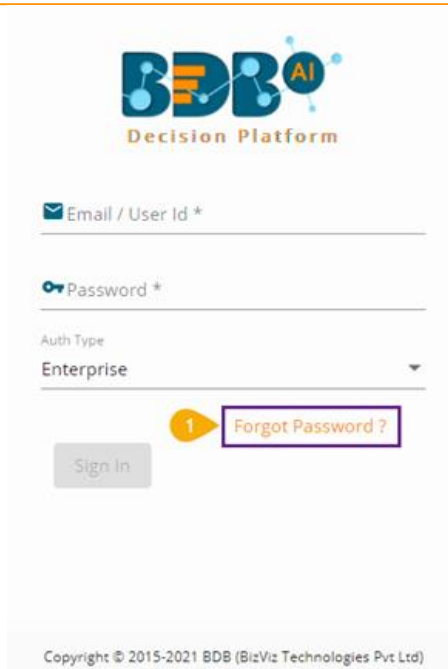 BDB AI
Decision Platform
Email / User Id *
Password *
Auth Type
Enterprise
1 Forgot Password ?
Sign In
Copyright © 2015-2021 BDB (BizViz Technologies Pvt Ltd)